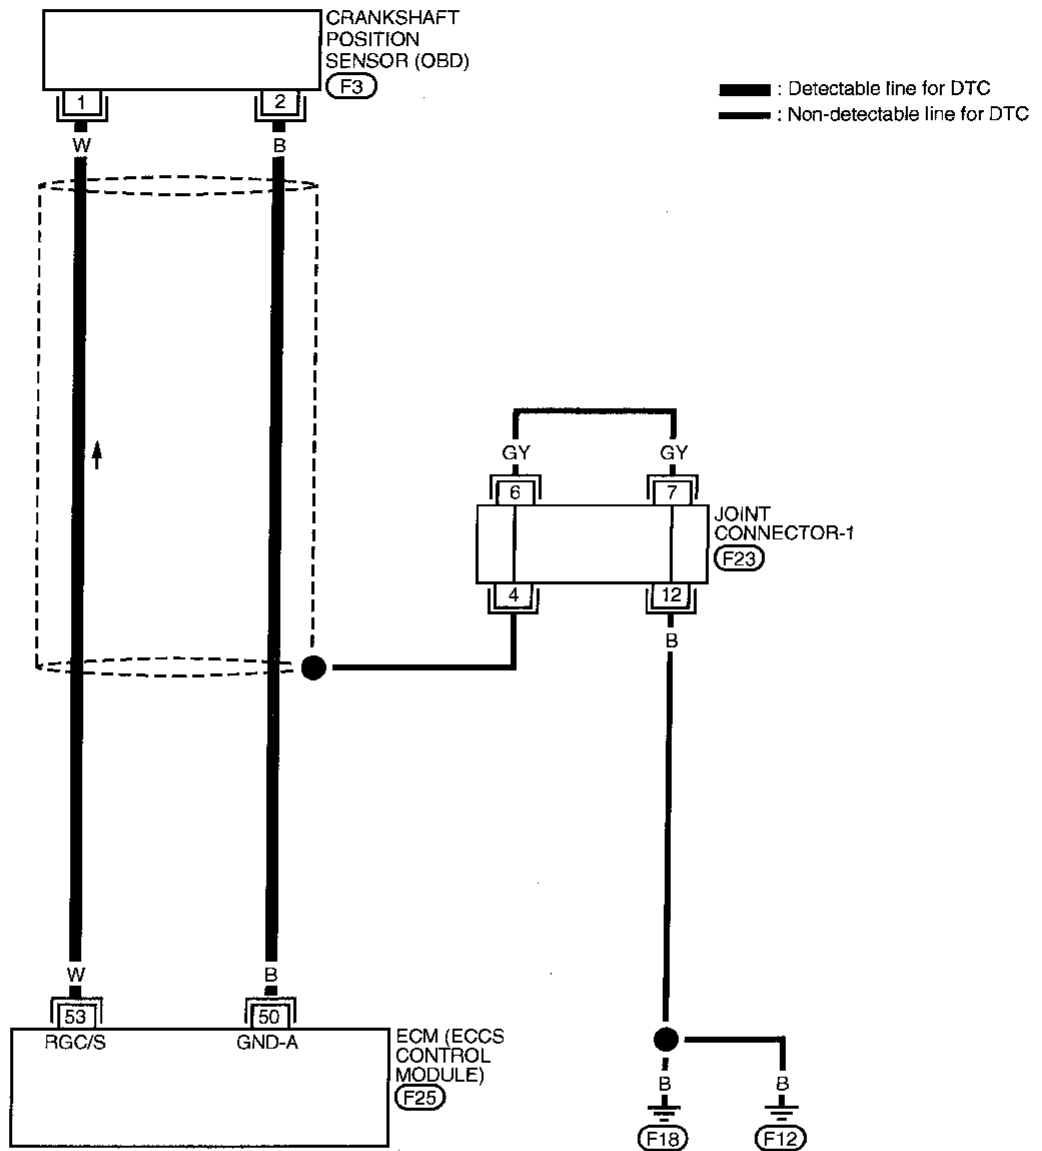 CRANKSHAFT
POSITION
SENSOR (OBD)
F3
1
2
W
B
: Detectable line for DTC
: Non-detectable line for DTC
GY
GY
6
7
JOINT
CONNECTOR-1
F23
4
12
B
W
B
53
50
RGC/S
GND-A
ECM (ECCS
CONTROL
MODULE)
F25
B
B
F18
F12